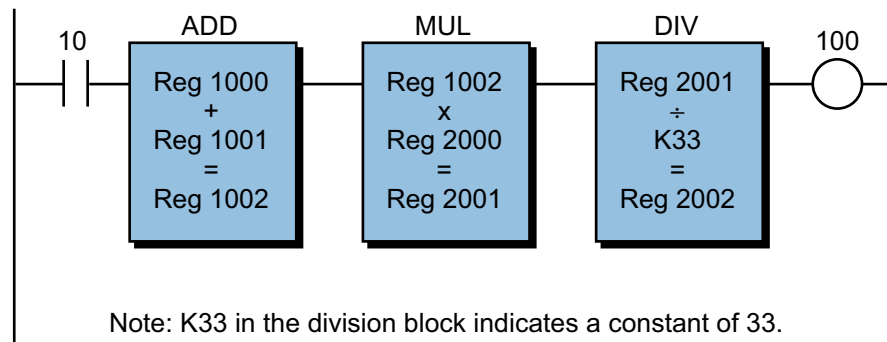 10
ADD
MUL
DIV
100
Reg 1000
+
Reg 1001
=
Reg 1002
Reg 1002
x
Reg 2000
=
Reg 2001
Reg 2001
÷
K33
=
Reg 2002
Note: K33 in the division block indicates a constant of 33.